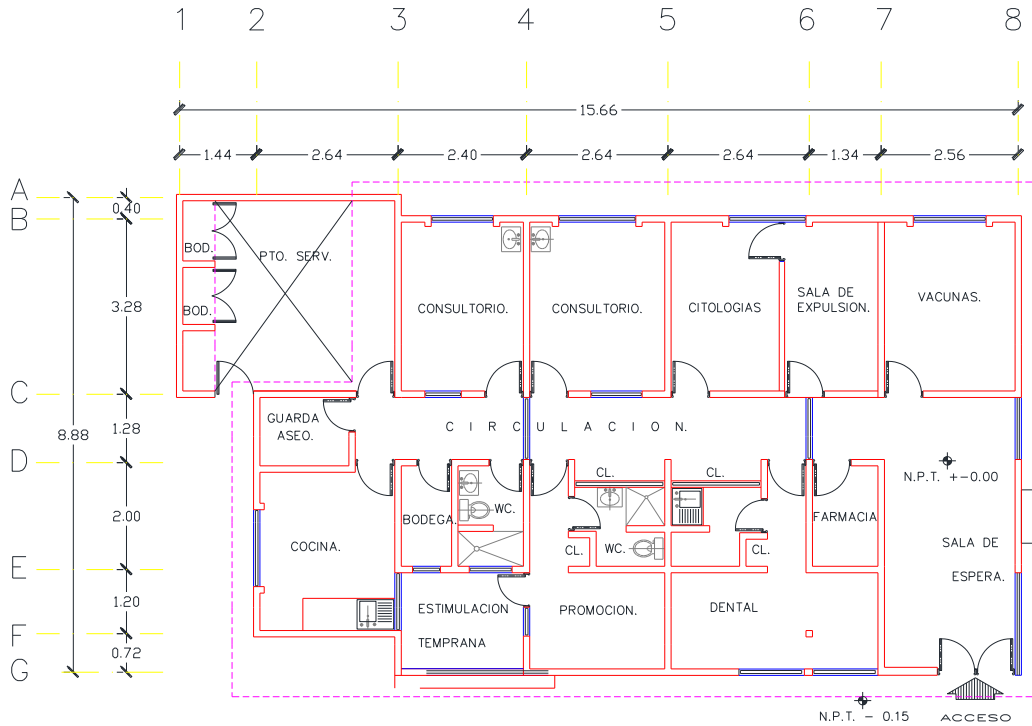 1 2 3 4 5 6 7 8
15.66
1.44 2.64 2.40 2.64 2.64 1.34 2.56
A
0.40
B
BOD.
PTO. SERV.
3.28
CONSULTORIO. CONSULTORIO. CITOLOGIAS
SALA DE
EXPULSION.
VACUNAS.
BOD.
C
1.28
8.88
GUARDA
ASEO.
CIRCULACION.
D
CL. CL.
N.P.T. +-0.00
2.00
BODEGA.
WC.
FARMACIA
COCINA.
CL.
WC.
CL.
SALA DE
ESPERA.
E
1.20
ESTIMULACION
TEMPRANA
PROMOCION.
DENTAL
F
0.72
G
N.P.T. - 0.15
ACCESO